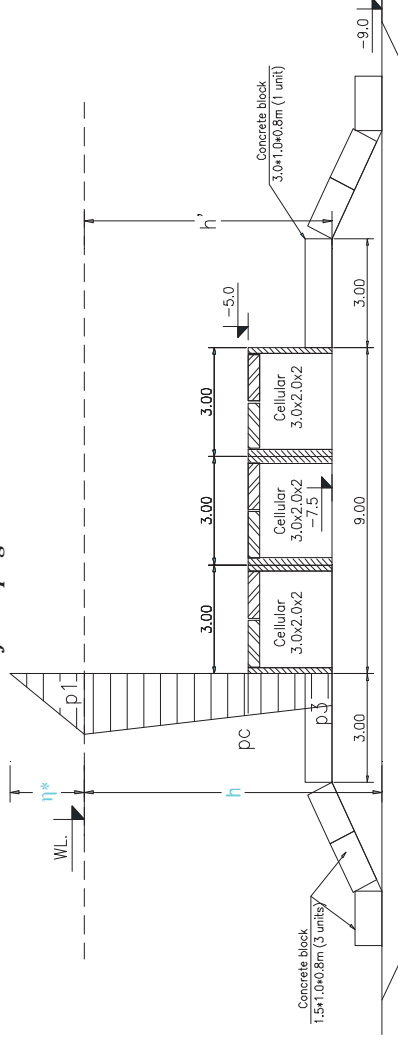 η*
p1
WL.
h
pc
p3
h'
-5.0
3.00
3.00
3.00
Cellular
3.0x2.0x2
Cellular
3.0x2.0x2
-7.5
Cellular
3.0x2.0x2
3.00
9.00
3.00
Concrete block
3.0*1.0*0.8m (1 unit)
-9.0
Concrete block
1.5*1.0*0.8m (3 units)